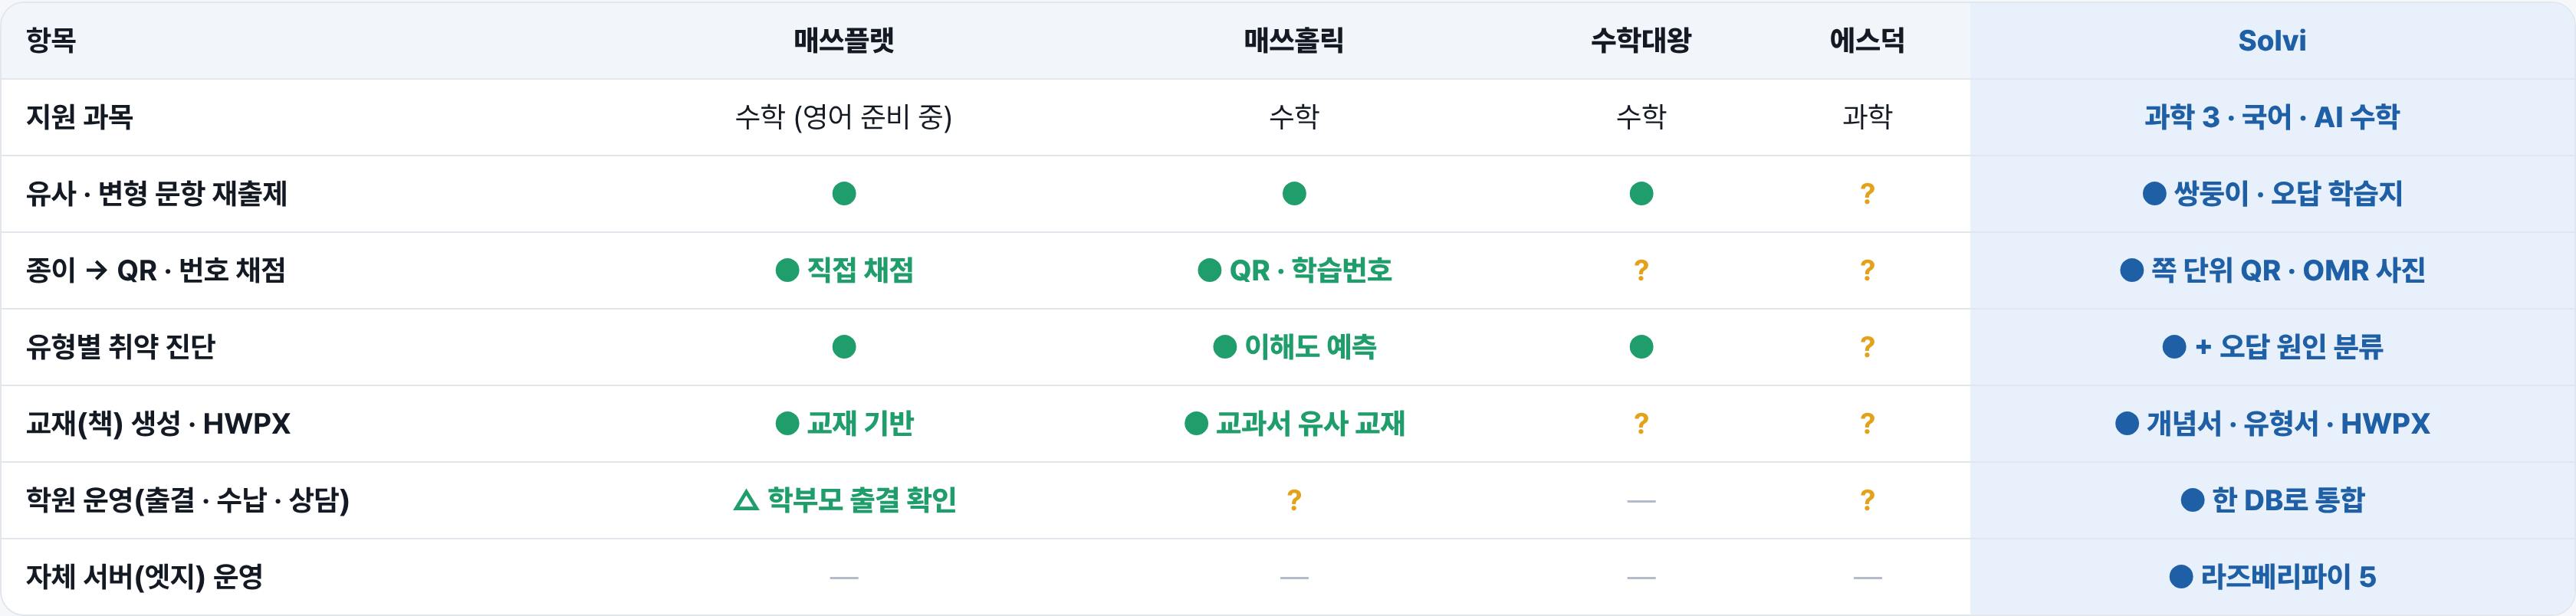 항목 매쓰플랫 매쓰홀릭 수학대왕 에스덕 Solvi
지원 과목 수학 (영어 준비 중) 수학 수학 과학 과학 3 · 국어 · AI 수학
유사 · 변형 문항 재출제 ● ● ● ? ● 쌍둥이 · 오답 학습지
종이 → QR · 번호 채점 ● 직접 채점 ● QR · 학습번호 ? ? ● 쪽 단위 QR · OMR 사진
유형별 취약 진단 ● ● 이해도 예측 ● ? ● + 오답 원인 분류
교재(책) 생성 · HWPX ● 교재 기반 ● 교과서 유사 교재 ? ? ● 개념서 · 유형서 · HWPX
학원 운영(출결 · 수납 · 상담) △ 학부모 출결 확인 ? — ? ● 한 DB로 통합
자체 서버(엣지) 운영 — — — — ● 라즈베리파이 5